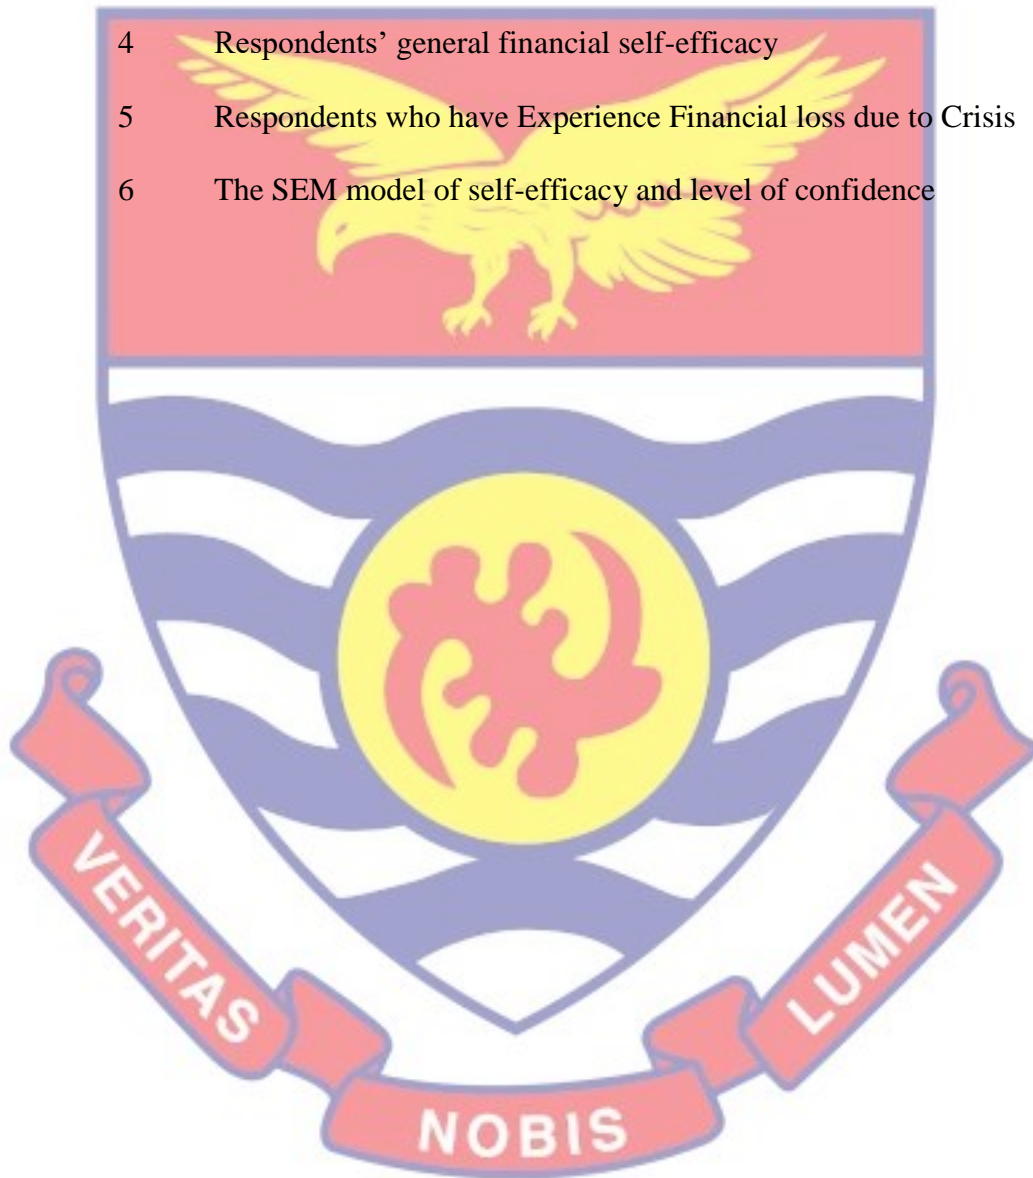 4 Respondents’ general financial self-efficacy
5 Respondents who have Experience Financial loss due to Crisis
6 The SEM model of self-efficacy and level of confidence
VERITAS
NOBIS
LUMEN